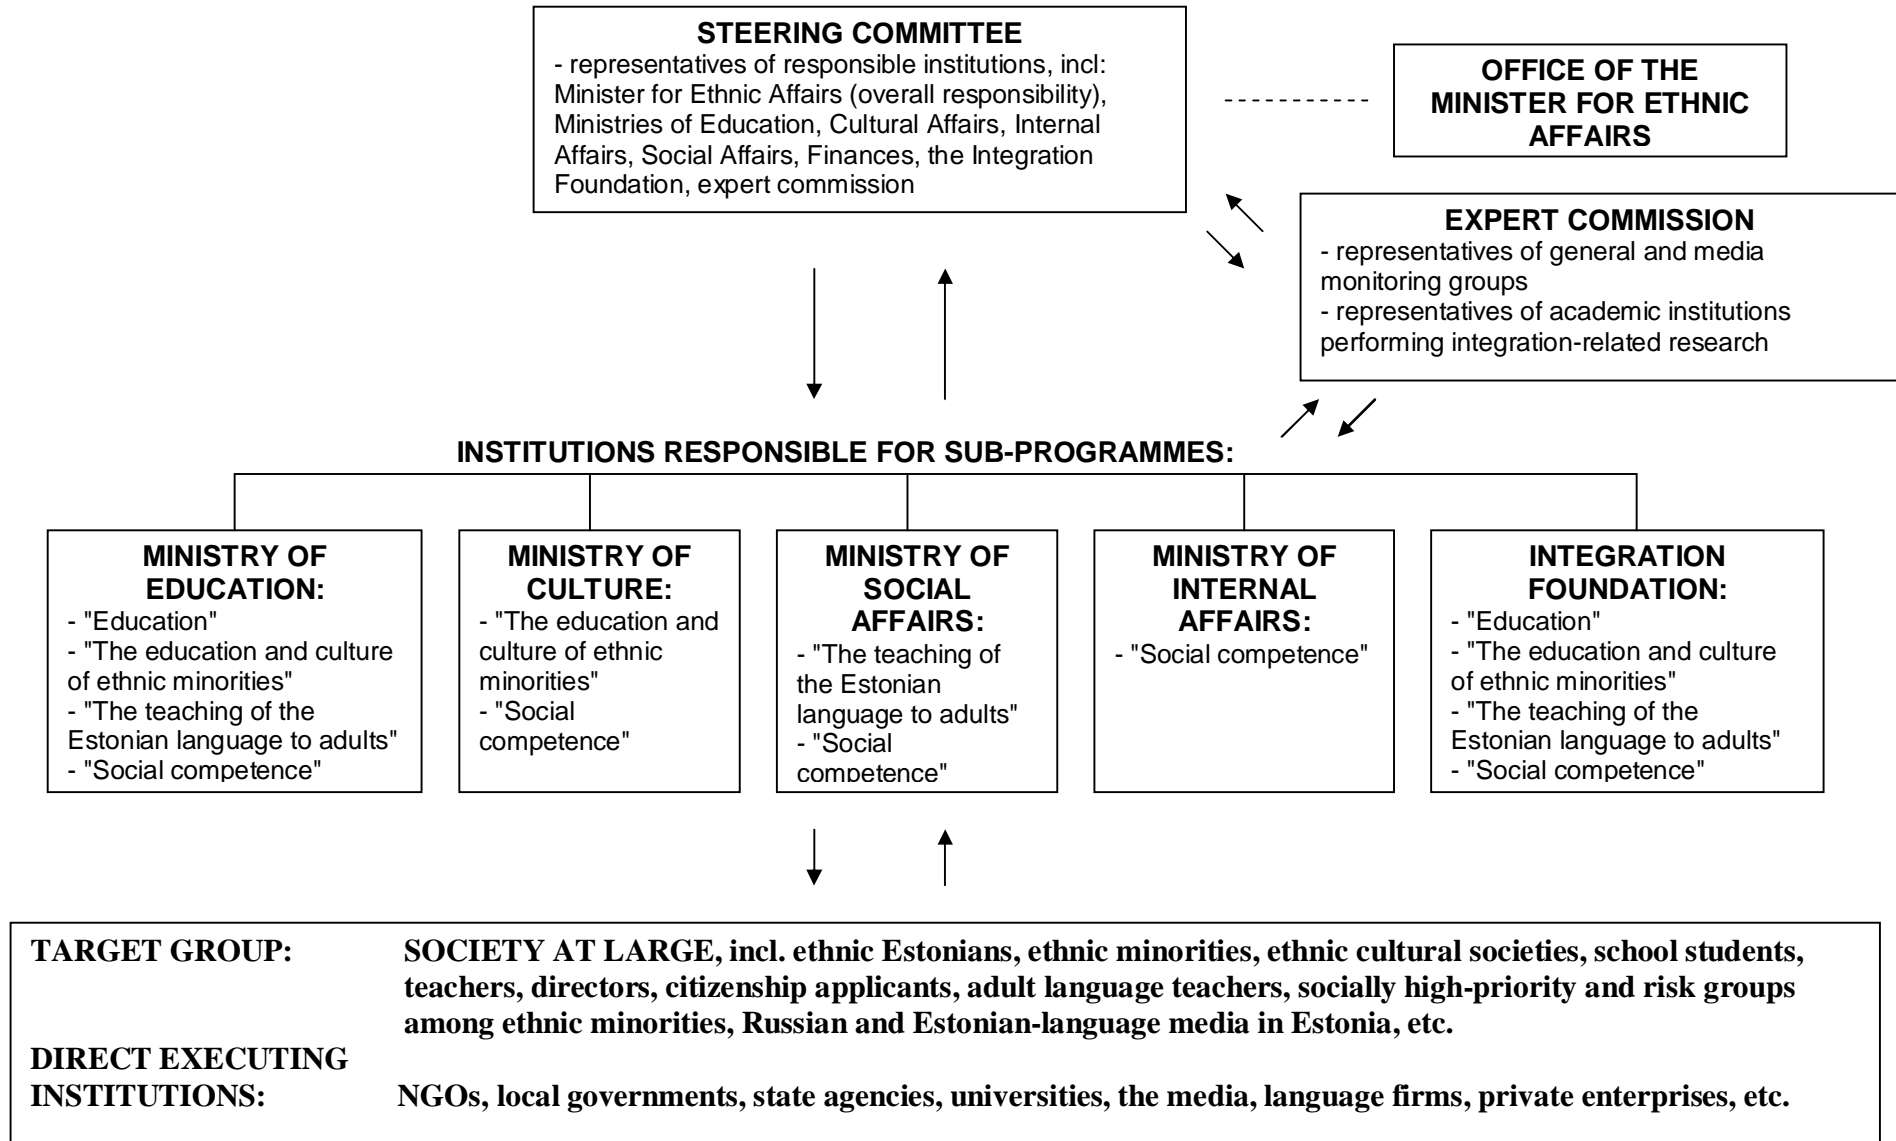 STEERING COMMITTEE
- representatives of responsible institutions, incl:
Minister for Ethnic Affairs (overall responsibility),
Ministries of Education, Cultural Affairs, Internal
Affairs, Social Affairs, Finances, the Integration
Foundation, expert commission
OFFICE OF THE
MINISTER FOR ETHNIC
AFFAIRS
EXPERT COMMISSION
- representatives of general and media
monitoring groups
- representatives of academic institutions
performing integration-related research
INSTITUTIONS RESPONSIBLE FOR SUB-PROGRAMMES:
MINISTRY OF
EDUCATION:
- "Education"
- "The education and culture
of ethnic minorities"
- "The teaching of the
Estonian language to adults"
- "Social competence"
MINISTRY OF
CULTURE:
- "The education and
culture of ethnic
minorities"
- "Social
competence"
MINISTRY OF
SOCIAL
AFFAIRS:
- "The teaching of
the Estonian
language to adults"
- "Social
competence"
MINISTRY OF
INTERNAL
AFFAIRS:
- "Social competence"
INTEGRATION
FOUNDATION:
- "Education"
- "The education and culture
of ethnic minorities"
- "The teaching of the
Estonian language to adults"
- "Social competence"
TARGET GROUP: SOCIETY AT LARGE, incl. ethnic Estonians, ethnic minorities, ethnic cultural societies, school students,
teachers, directors, citizenship applicants, adult language teachers, socially high-priority and risk groups
among ethnic minorities, Russian and Estonian-language media in Estonia, etc.
DIRECT EXECUTING
INSTITUTIONS: NGOs, local governments, state agencies, universities, the media, language firms, private enterprises, etc.